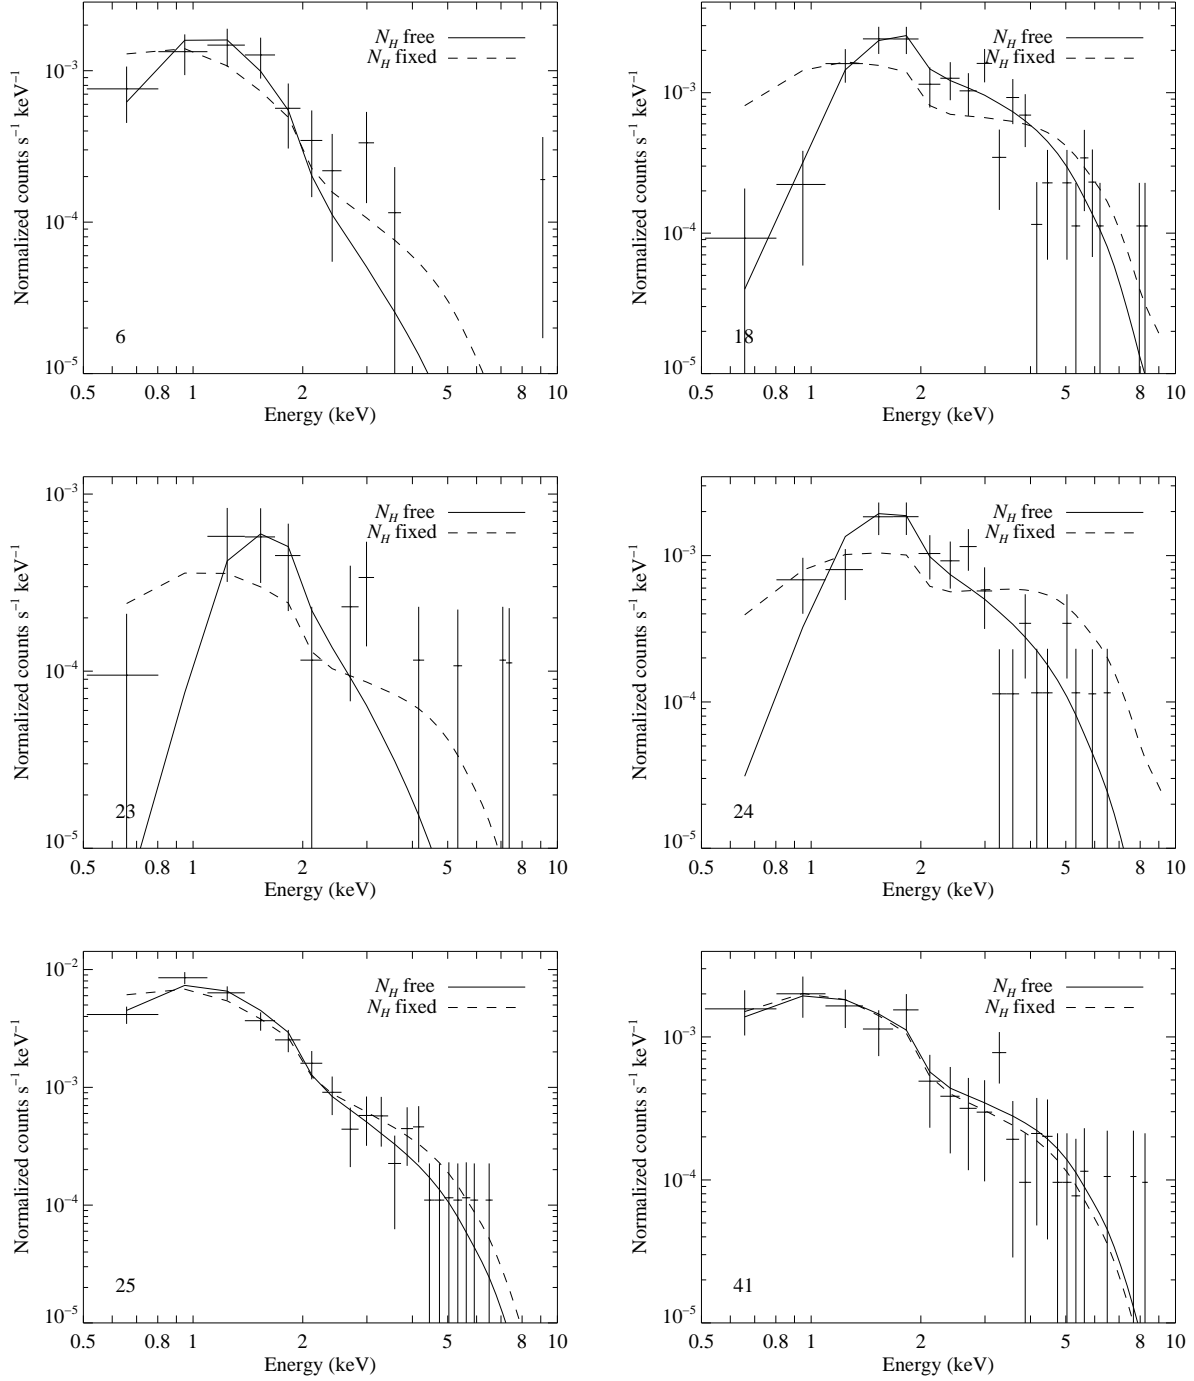 Normalized counts s⁻¹ keV⁻¹
10⁻³
10⁻⁴
10⁻⁵
N_H free
N_H fixed
6
0.5 0.8 1 2 5 8 10
Energy (keV)
Normalized counts s⁻¹ keV⁻¹
10⁻³
10⁻⁴
10⁻⁵
N_H free
N_H fixed
18
0.5 0.8 1 2 5 8 10
Energy (keV)
Normalized counts s⁻¹ keV⁻¹
10⁻³
10⁻⁴
10⁻⁵
N_H free
N_H fixed
23
0.5 0.8 1 2 5 8 10
Energy (keV)
Normalized counts s⁻¹ keV⁻¹
10⁻³
10⁻⁴
10⁻⁵
N_H free
N_H fixed
24
0.5 0.8 1 2 5 8 10
Energy (keV)
Normalized counts s⁻¹ keV⁻¹
10⁻²
10⁻³
10⁻⁴
10⁻⁵
N_H free
N_H fixed
25
0.5 0.8 1 2 5 8 10
Energy (keV)
Normalized counts s⁻¹ keV⁻¹
10⁻³
10⁻⁴
10⁻⁵
N_H free
N_H fixed
41
0.5 0.8 1 2 5 8 10
Energy (keV)